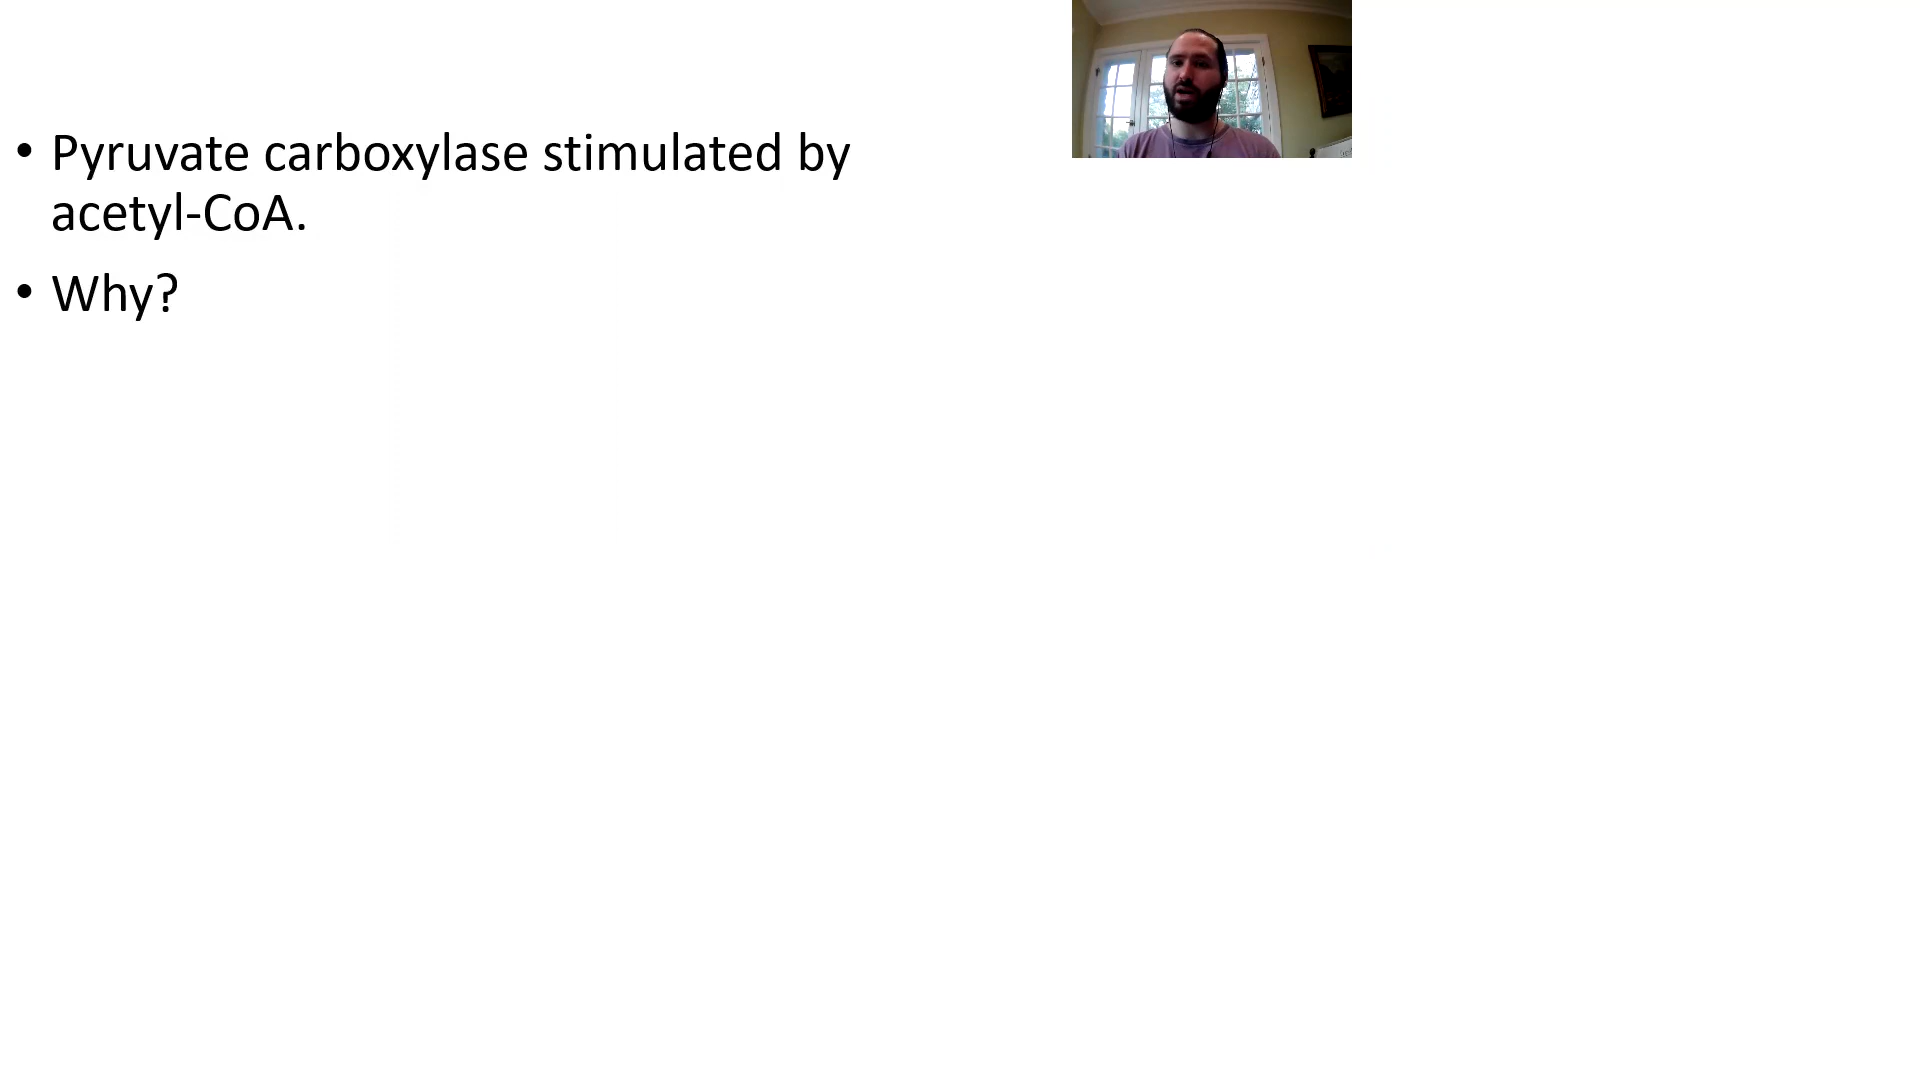 • Pyruvate carboxylase stimulated by
acetyl-CoA.
• Why?